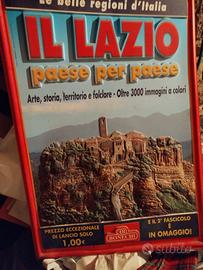 Le belle regioni d'Italia
IL LAZIO
paese per paese
Arte, storia, territorio e folclore - Oltre 3000 immagini a colori
PREZZO ECCEZIONALE
DI LANCIO SOLO
1,00€
BONECHI
E IL 2° FASCICOLO
È
IN OMAGGIO!
subito